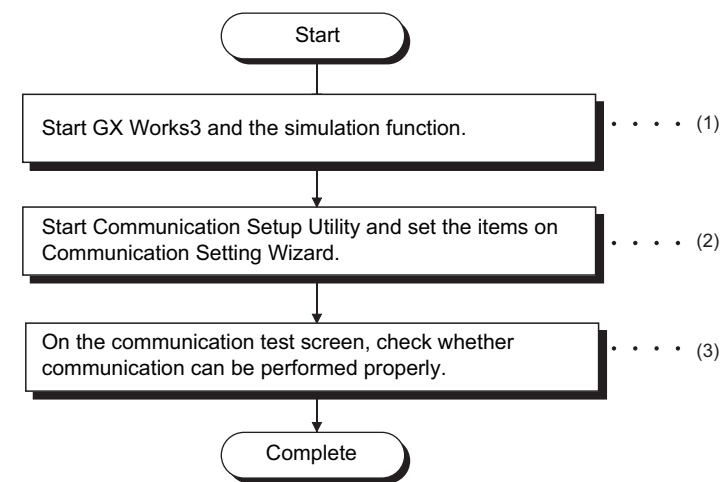 Start
Start GX Works3 and the simulation function.
(1)
Start Communication Setup Utility and set the items on
Communication Setting Wizard.
(2)
On the communication test screen, check whether
communication can be performed properly.
(3)
Complete